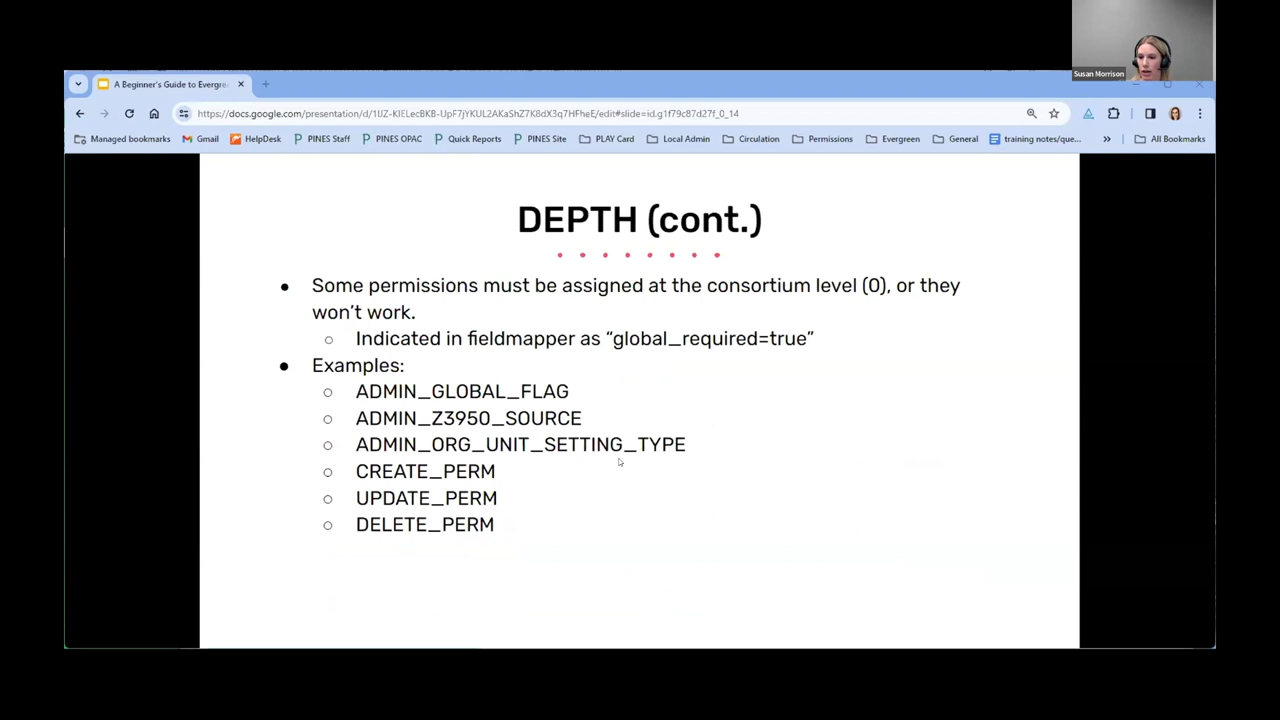 Susan Morrison
A Beginner's Guide to Evergre
https://docs.google.com/presentation/d/1IJZ-KIELecBKB-UpF7jYKUL2AKaShZ7K8dX3q7HFheE/edit#slide=id.g1f79c87d27f_0_14
Managed bookmarks Gmail HelpDesk PINES Staff PINES OPAC Quick Reports PINES Site PLAY Card Local Admin Circulation Permissions Evergreen General training notes/que... All Bookmarks
DEPTH (cont.)
● Some permissions must be assigned at the consortium level (0), or they
won’t work.
○ Indicated in fieldmapper as “global_required=true”
● Examples:
○ ADMIN_GLOBAL_FLAG
○ ADMIN_Z3950_SOURCE
○ ADMIN_ORG_UNIT_SETTING_TYPE
○ CREATE_PERM
○ UPDATE_PERM
○ DELETE_PERM